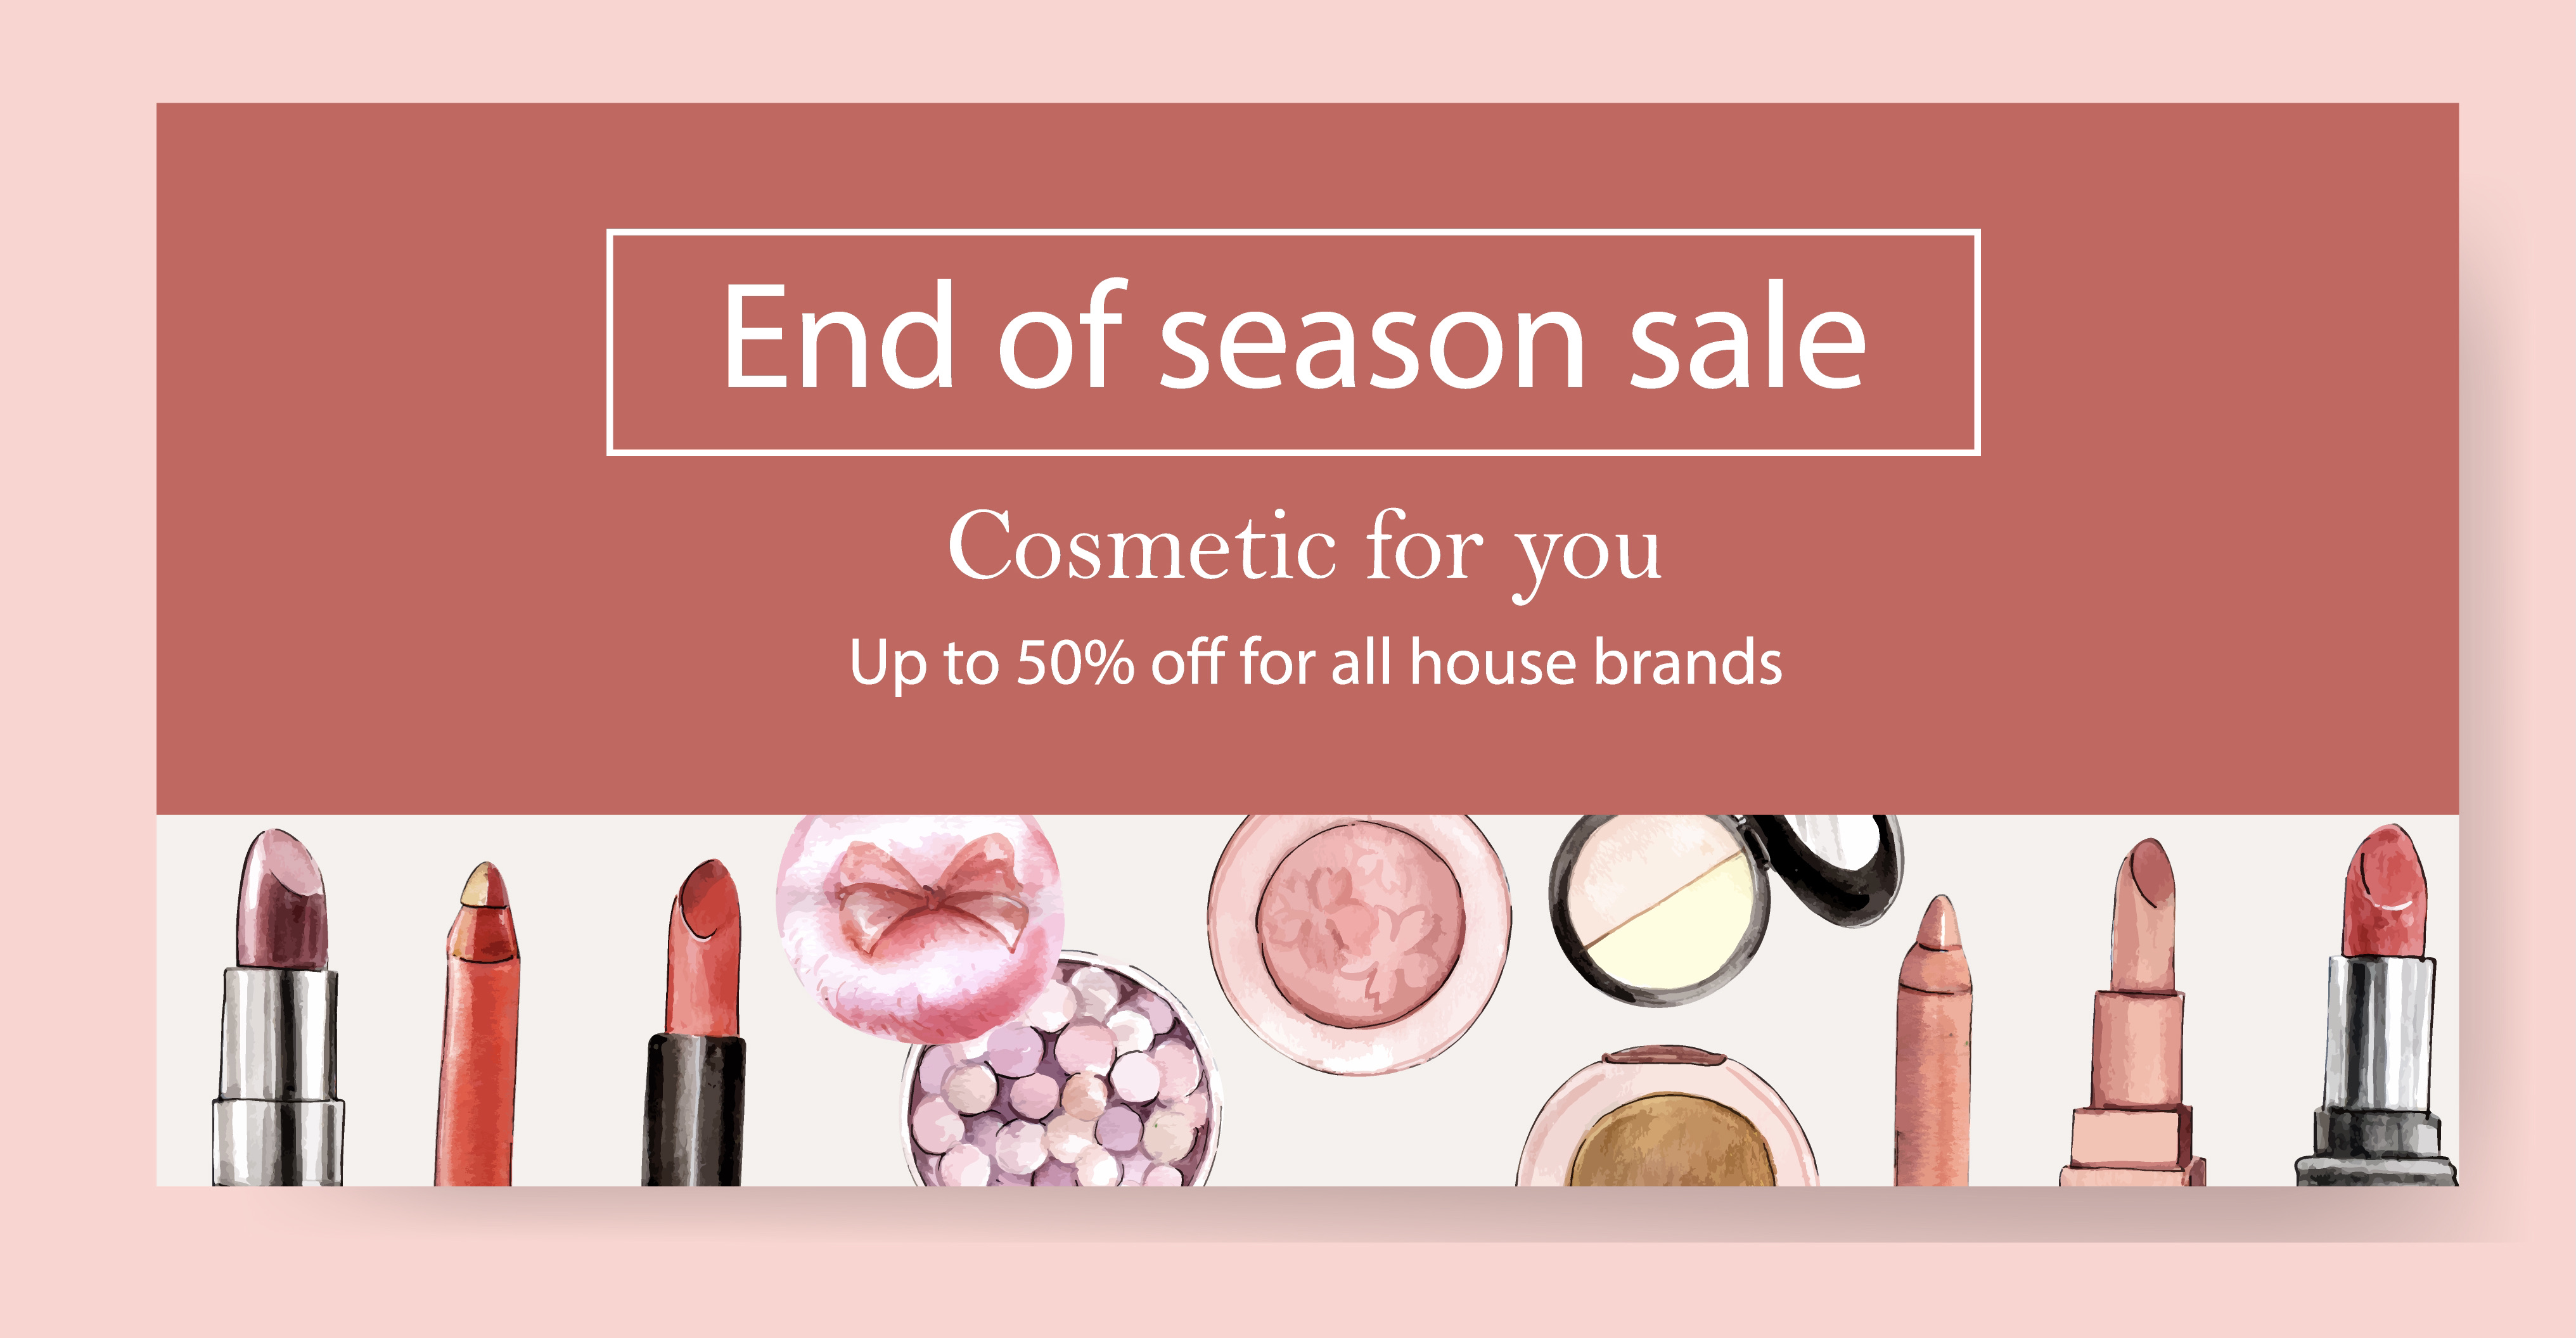 End of season sale
Cosmetic for you
Up to 50% off for all house brands